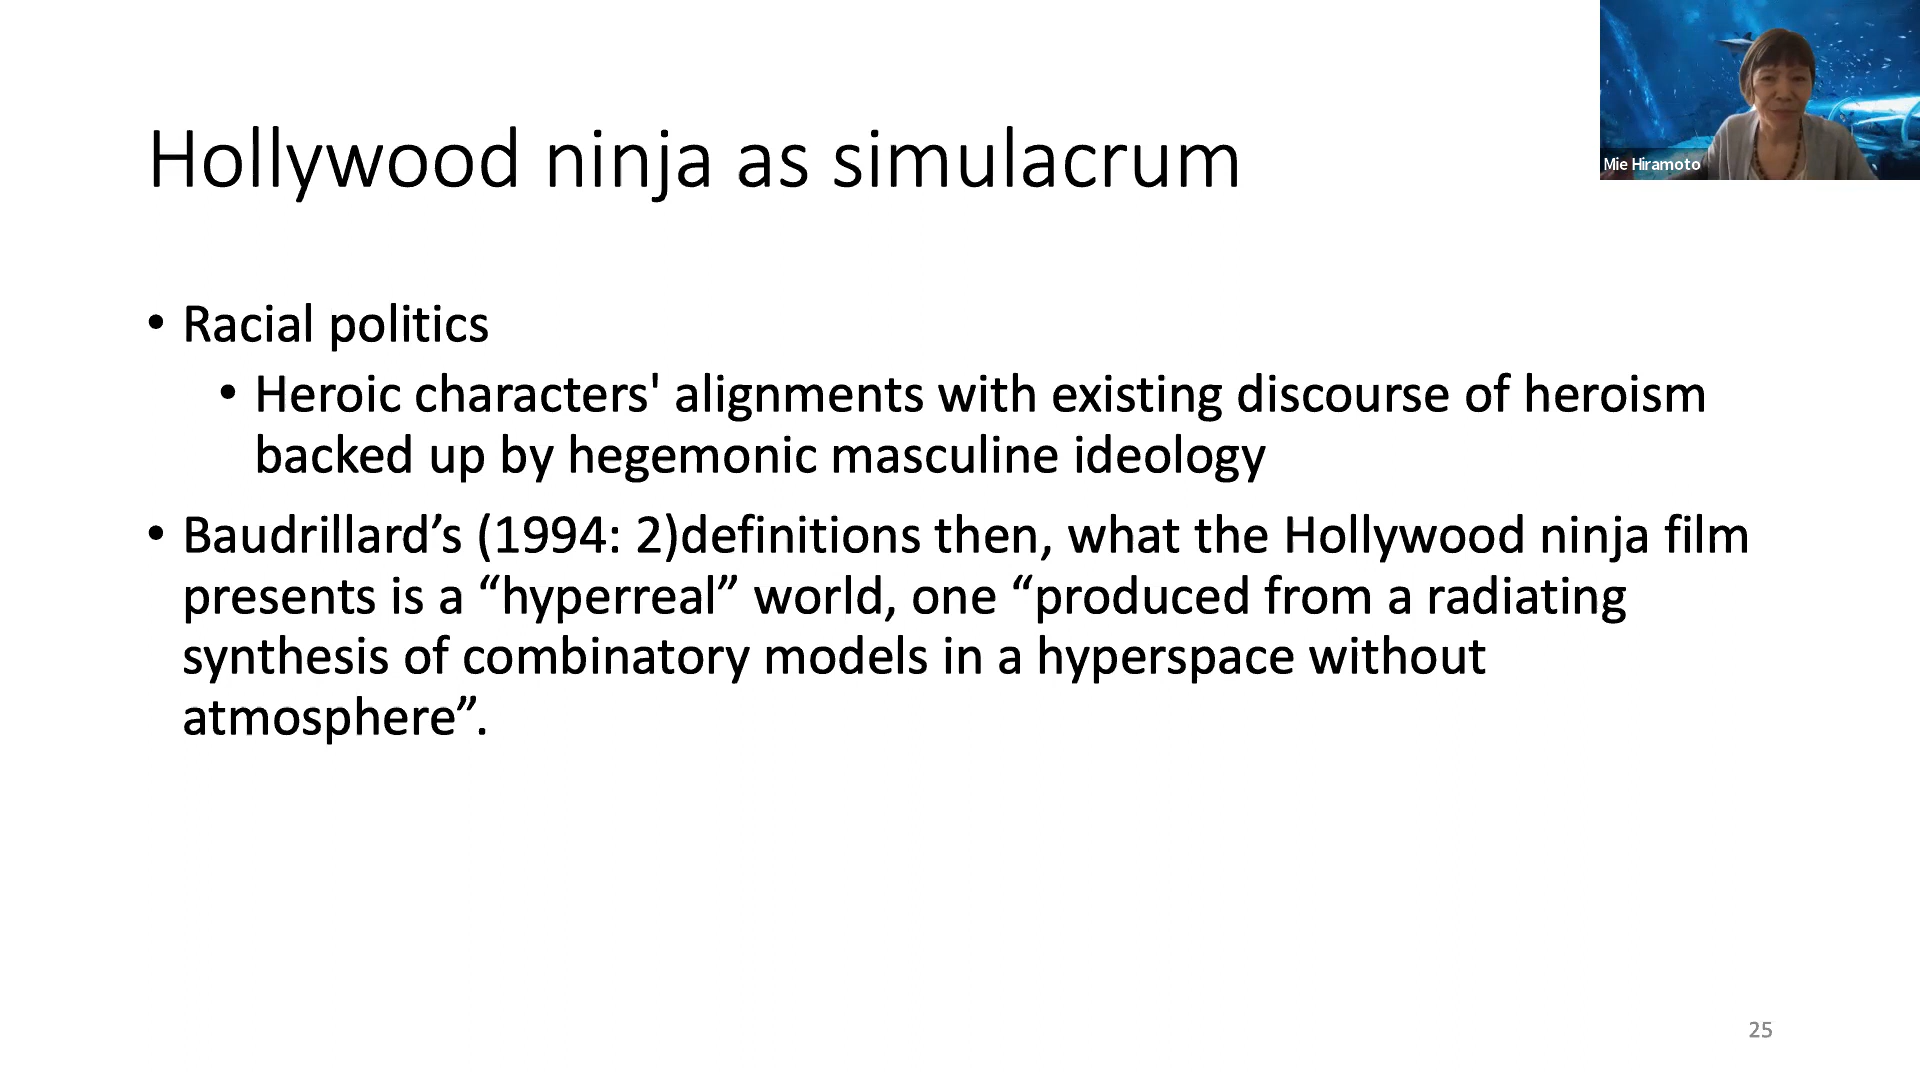 Mie Hiramoto
Hollywood ninja as simulacrum
• Racial politics
• Heroic characters' alignments with existing discourse of heroism
backed up by hegemonic masculine ideology
• Baudrillard’s (1994: 2)definitions then, what the Hollywood ninja film
presents is a “hyperreal” world, one “produced from a radiating
synthesis of combinatory models in a hyperspace without
atmosphere”.
25